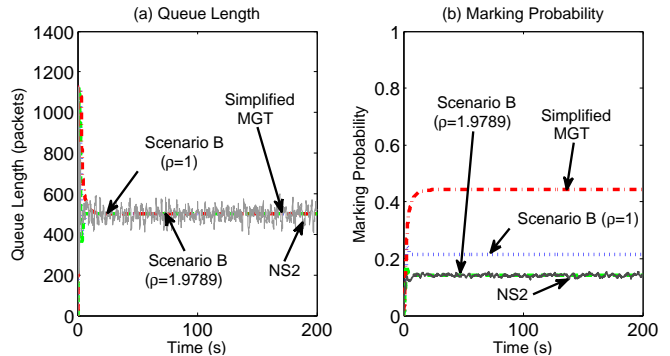 (a) Queue Length
Queue Length (packets)
1400
1200
1000
800
600
400
200
0
0
100
200
Time (s)
Simplified
MGT
Scenario B
(ρ=1)
Scenario B
(ρ=1.9789)
NS2
(b) Marking Probability
Marking Probability
1
0.8
0.6
0.4
0.2
0
0
100
200
Time (s)
Scenario B
(ρ=1.9789)
Simplified
MGT
Scenario B (ρ=1)
NS2